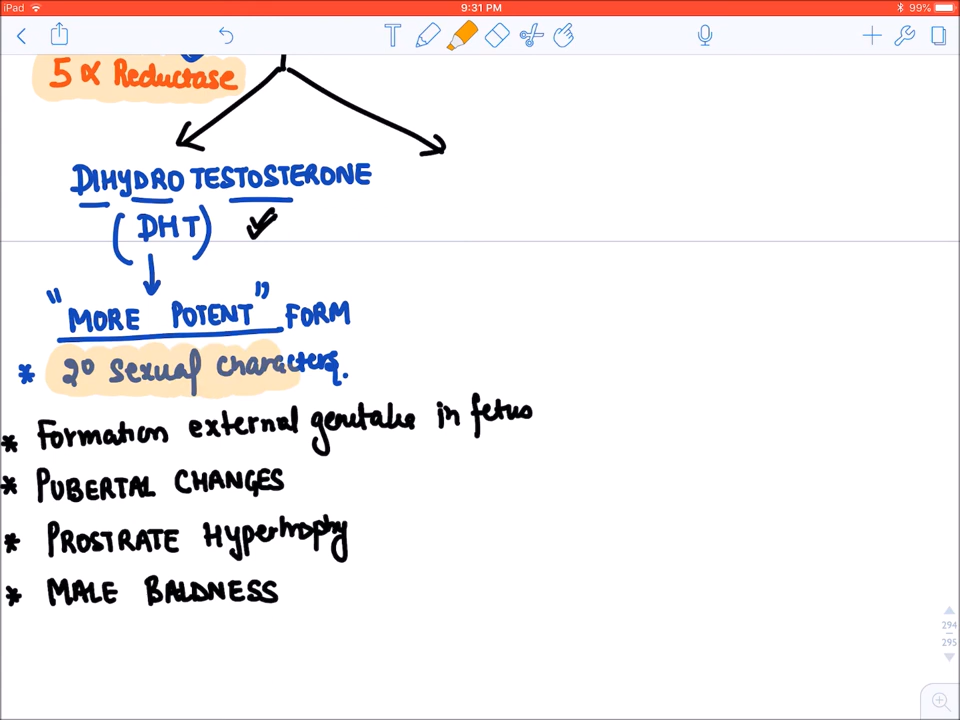 iPad 9:31 PM 99%
T
5 α Reductase
DIHYDRO TESTOSTERONE
(DHT)
"MORE POTENT" FORM
* 2° sexual characters.
* Formation external genitalie in fetus
* PUBERTAL CHANGES
* PROSTRATE Hypertrophy
* MALE BALDNESS
294
295